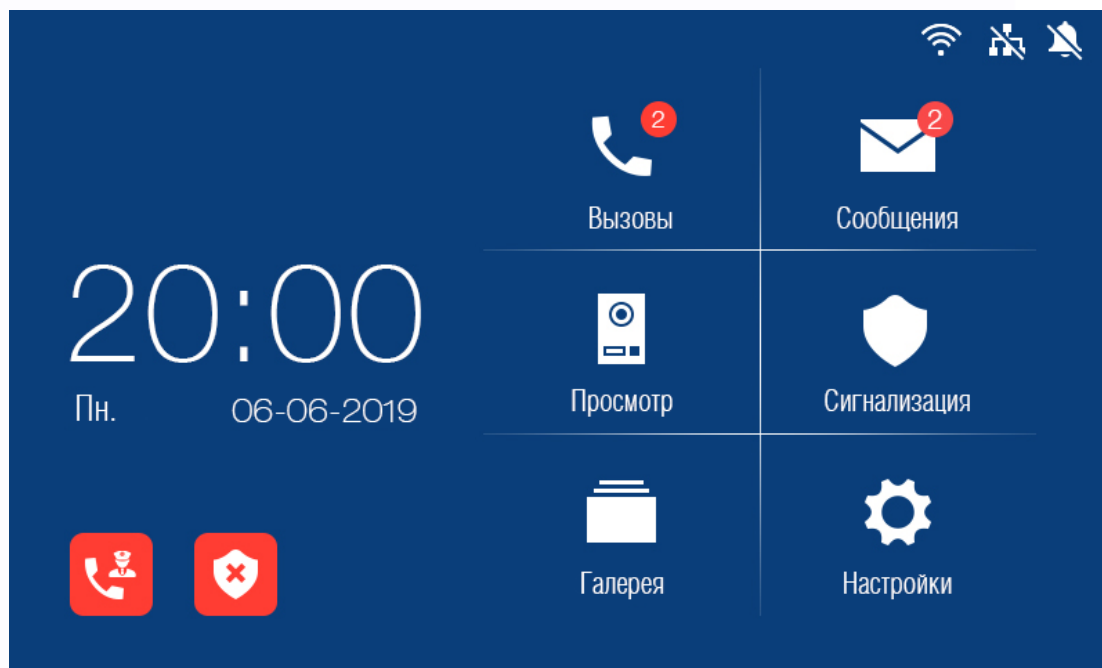 2
2
Вызовы
Сообщения
20:00
Пн.
06-06-2019
Просмотр
Сигнализация
Галерея
Настройки